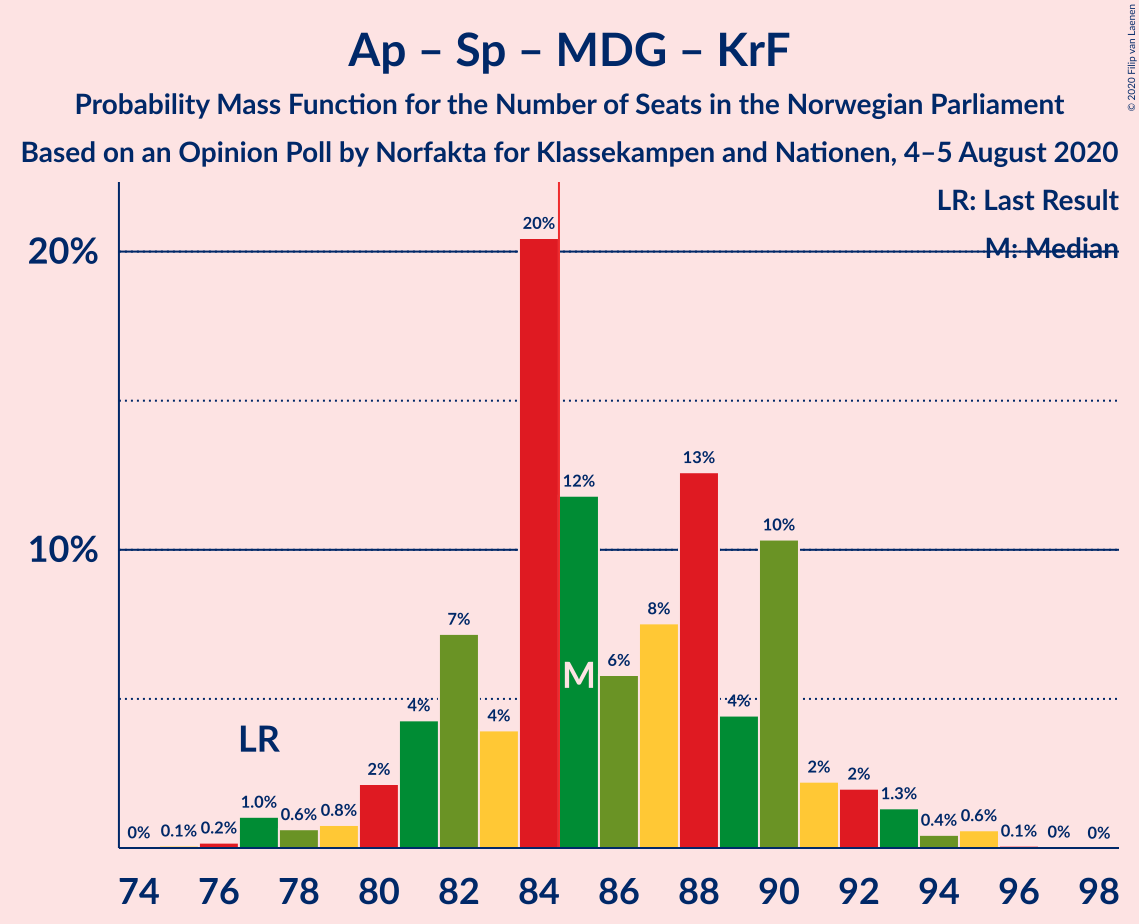 Ap – Sp – MDG – KrF
Probability Mass Function for the Number of Seats in the Norwegian Parliament
Based on an Opinion Poll by Norfakta for Klassekampen and Nationen, 4–5 August 2020
© 2020 Filip van Laenen
LR: Last Result
M: Median
20%
10%
0% 0.1% 0.2% 1.0% 0.6% 0.8% 2% 4% 7% 4% 20% 12% 6% 8% 13% 4% 10% 2% 2% 1.3% 0.4% 0.6% 0.1% 0% 0%
LR
M
74 76 78 80 82 84 86 88 90 92 94 96 98